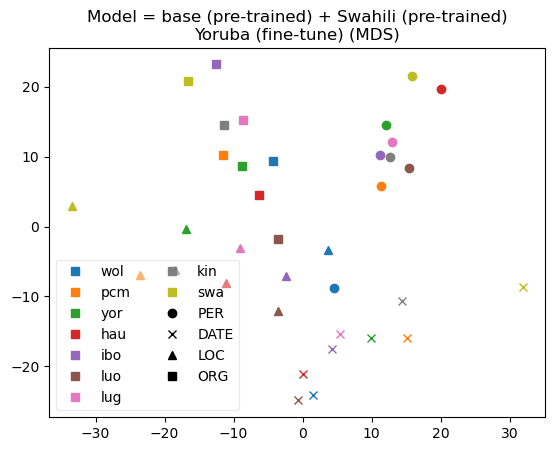 Model = base (pre-trained) + Swahili (pre-trained)
Yoruba (fine-tune) (MDS)
20
10
0
−10
−20
wol
pcm
yor
hau
ibo
luo
lug
kin
swa
PER
DATE
LOC
ORG
−30 −20 −10 0 10 20 30